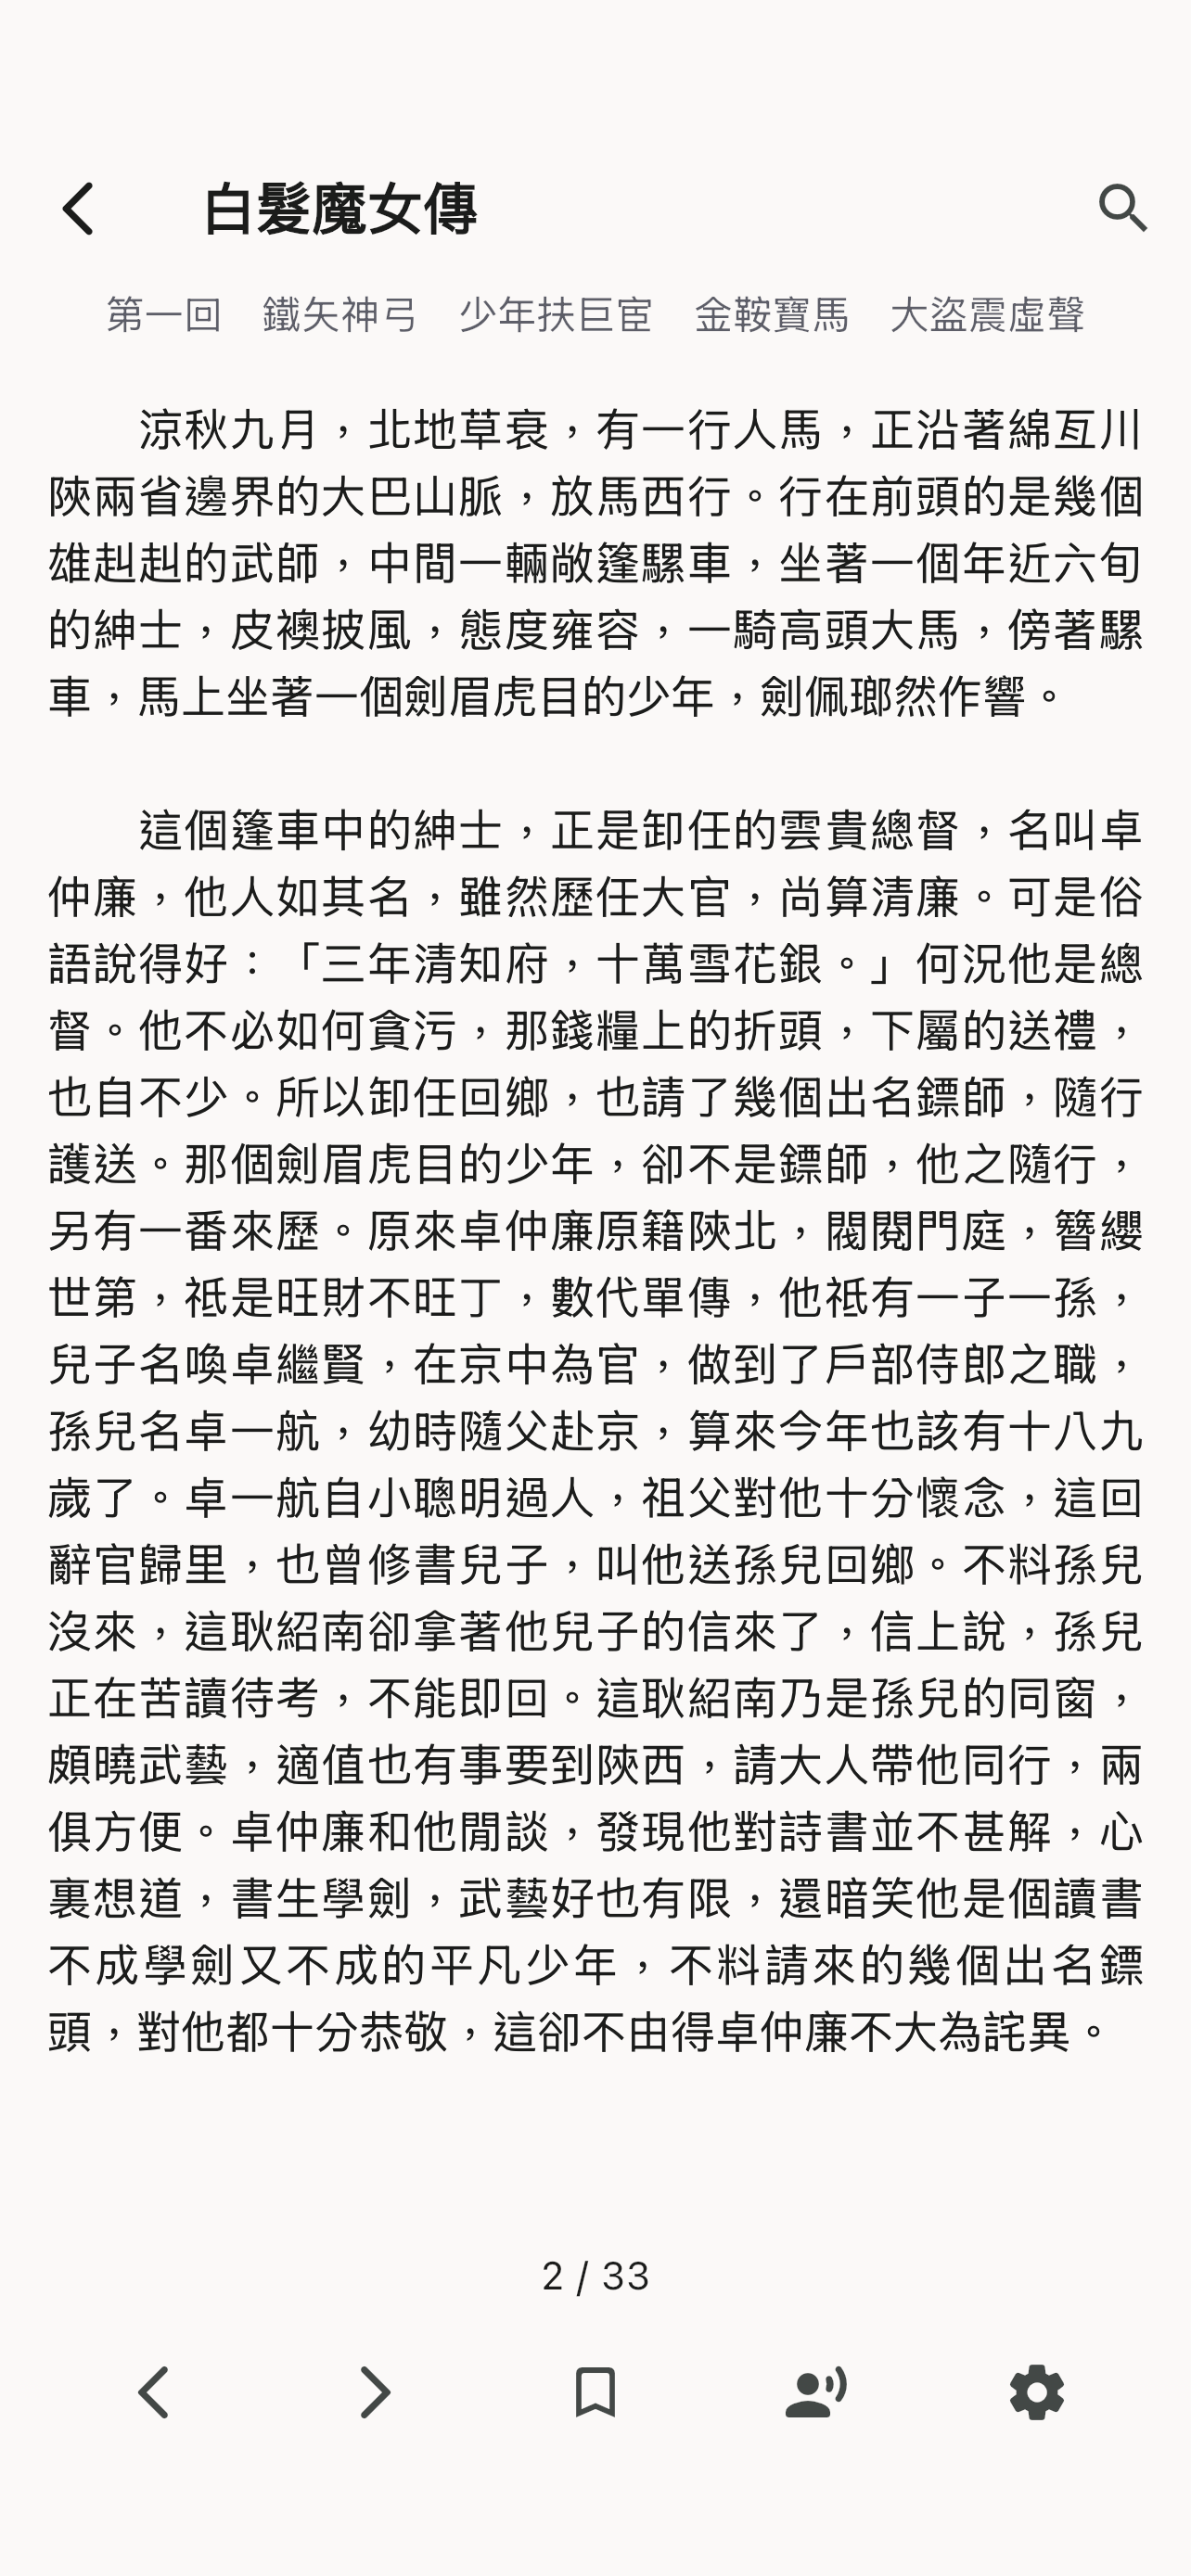 白髮魔女傳
第一回　鐵矢神弓　少年扶巨宦　金鞍寶馬　大盜震虛聲
涼秋九月，北地草衰，有一行人馬，正沿著綿亙川
陝兩省邊界的大巴山脈，放馬西行。行在前頭的是幾個
雄赳赳的武師，中間一輛敞篷騾車，坐著一個年近六旬
的紳士，皮襖披風，態度雍容，一騎高頭大馬，傍著騾
車，馬上坐著一個劍眉虎目的少年，劍佩瑯然作響。
這個篷車中的紳士，正是卸任的雲貴總督，名叫卓
仲廉，他人如其名，雖然歷任大官，尚算清廉。可是俗
語說得好：「三年清知府，十萬雪花銀。」何況他是總
督。他不必如何貪污，那錢糧上的折頭，下屬的送禮，
也自不少。所以卸任回鄉，也請了幾個出名鏢師，隨行
護送。那個劍眉虎目的少年，卻不是鏢師，他之隨行，
另有一番來歷。原來卓仲廉原籍陝北，閥閱門庭，簪纓
世第，祗是旺財不旺丁，數代單傳，他祗有一子一孫，
兒子名喚卓繼賢，在京中為官，做到了戶部侍郎之職，
孫兒名卓一航，幼時隨父赴京，算來今年也該有十八九
歲了。卓一航自小聰明過人，祖父對他十分懷念，這回
辭官歸里，也曾修書兒子，叫他送孫兒回鄉。不料孫兒
沒來，這耿紹南卻拿著他兒子的信來了，信上說，孫兒
正在苦讀待考，不能即回。這耿紹南乃是孫兒的同窗，
頗曉武藝，適值也有事要到陝西，請大人帶他同行，兩
俱方便。卓仲廉和他閒談，發現他對詩書並不甚解，心
裏想道，書生學劍，武藝好也有限，還暗笑他是個讀書
不成學劍又不成的平凡少年，不料請來的幾個出名鏢
頭，對他都十分恭敬，這卻不由得卓仲廉不大為詫異。
2 / 33